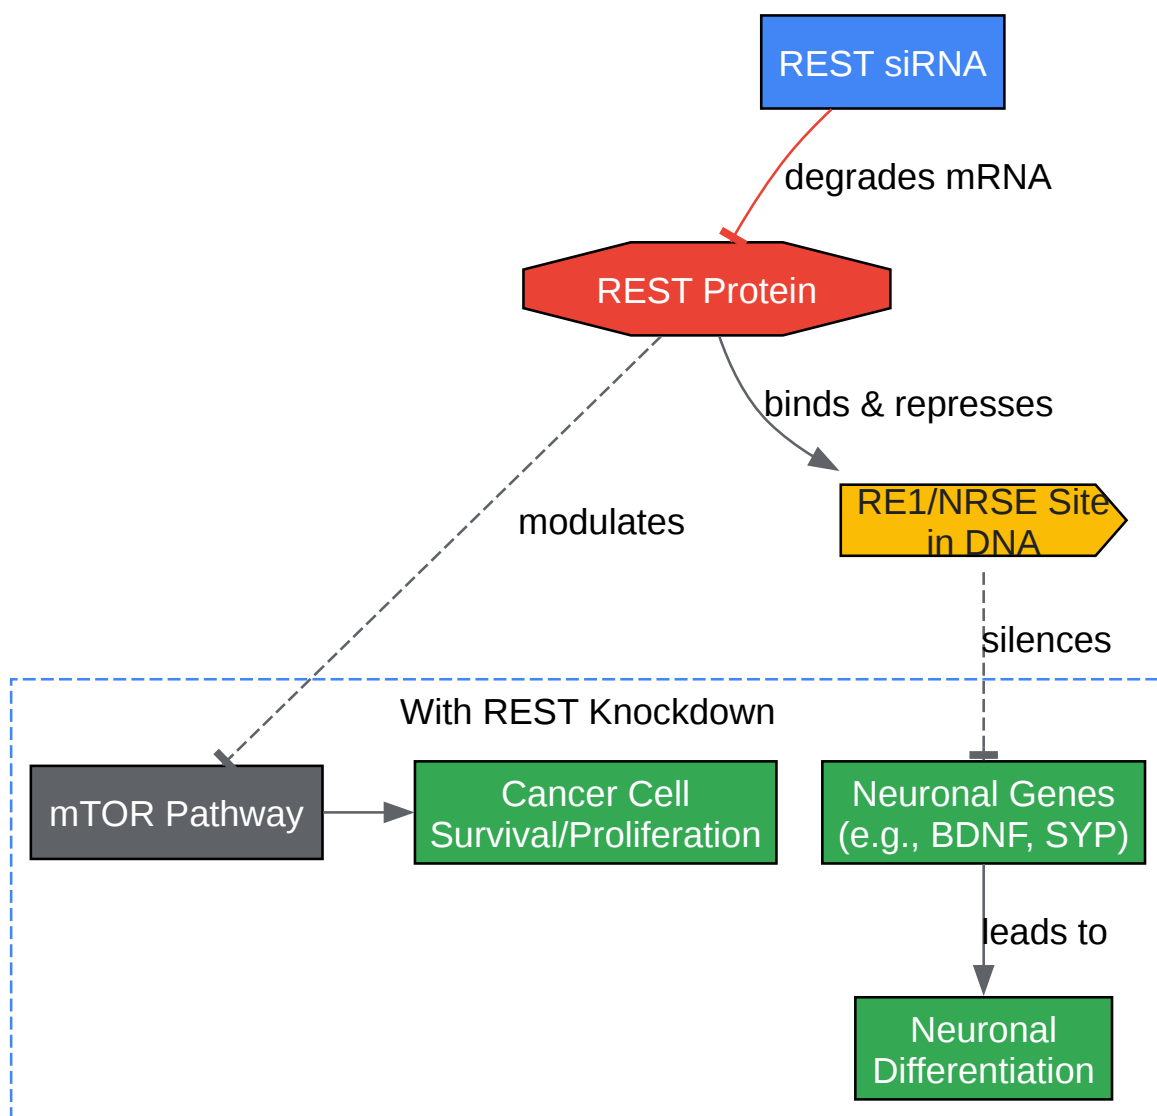 REST siRNA
degrades mRNA
REST Protein
binds & represses
RE1/NRSE Site
in DNA
modulates
silences
With REST Knockdown
mTOR Pathway
Cancer Cell
Survival/Proliferation
Neuronal Genes
(e.g., BDNF, SYP)
leads to
Neuronal
Differentiation